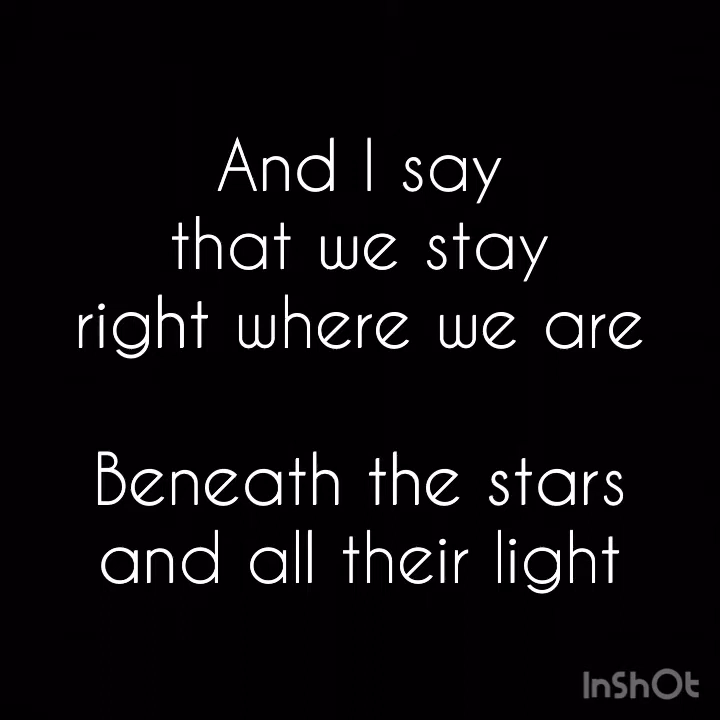 And I say
that we stay
right where we are
Beneath the stars
and all their light
InShOt